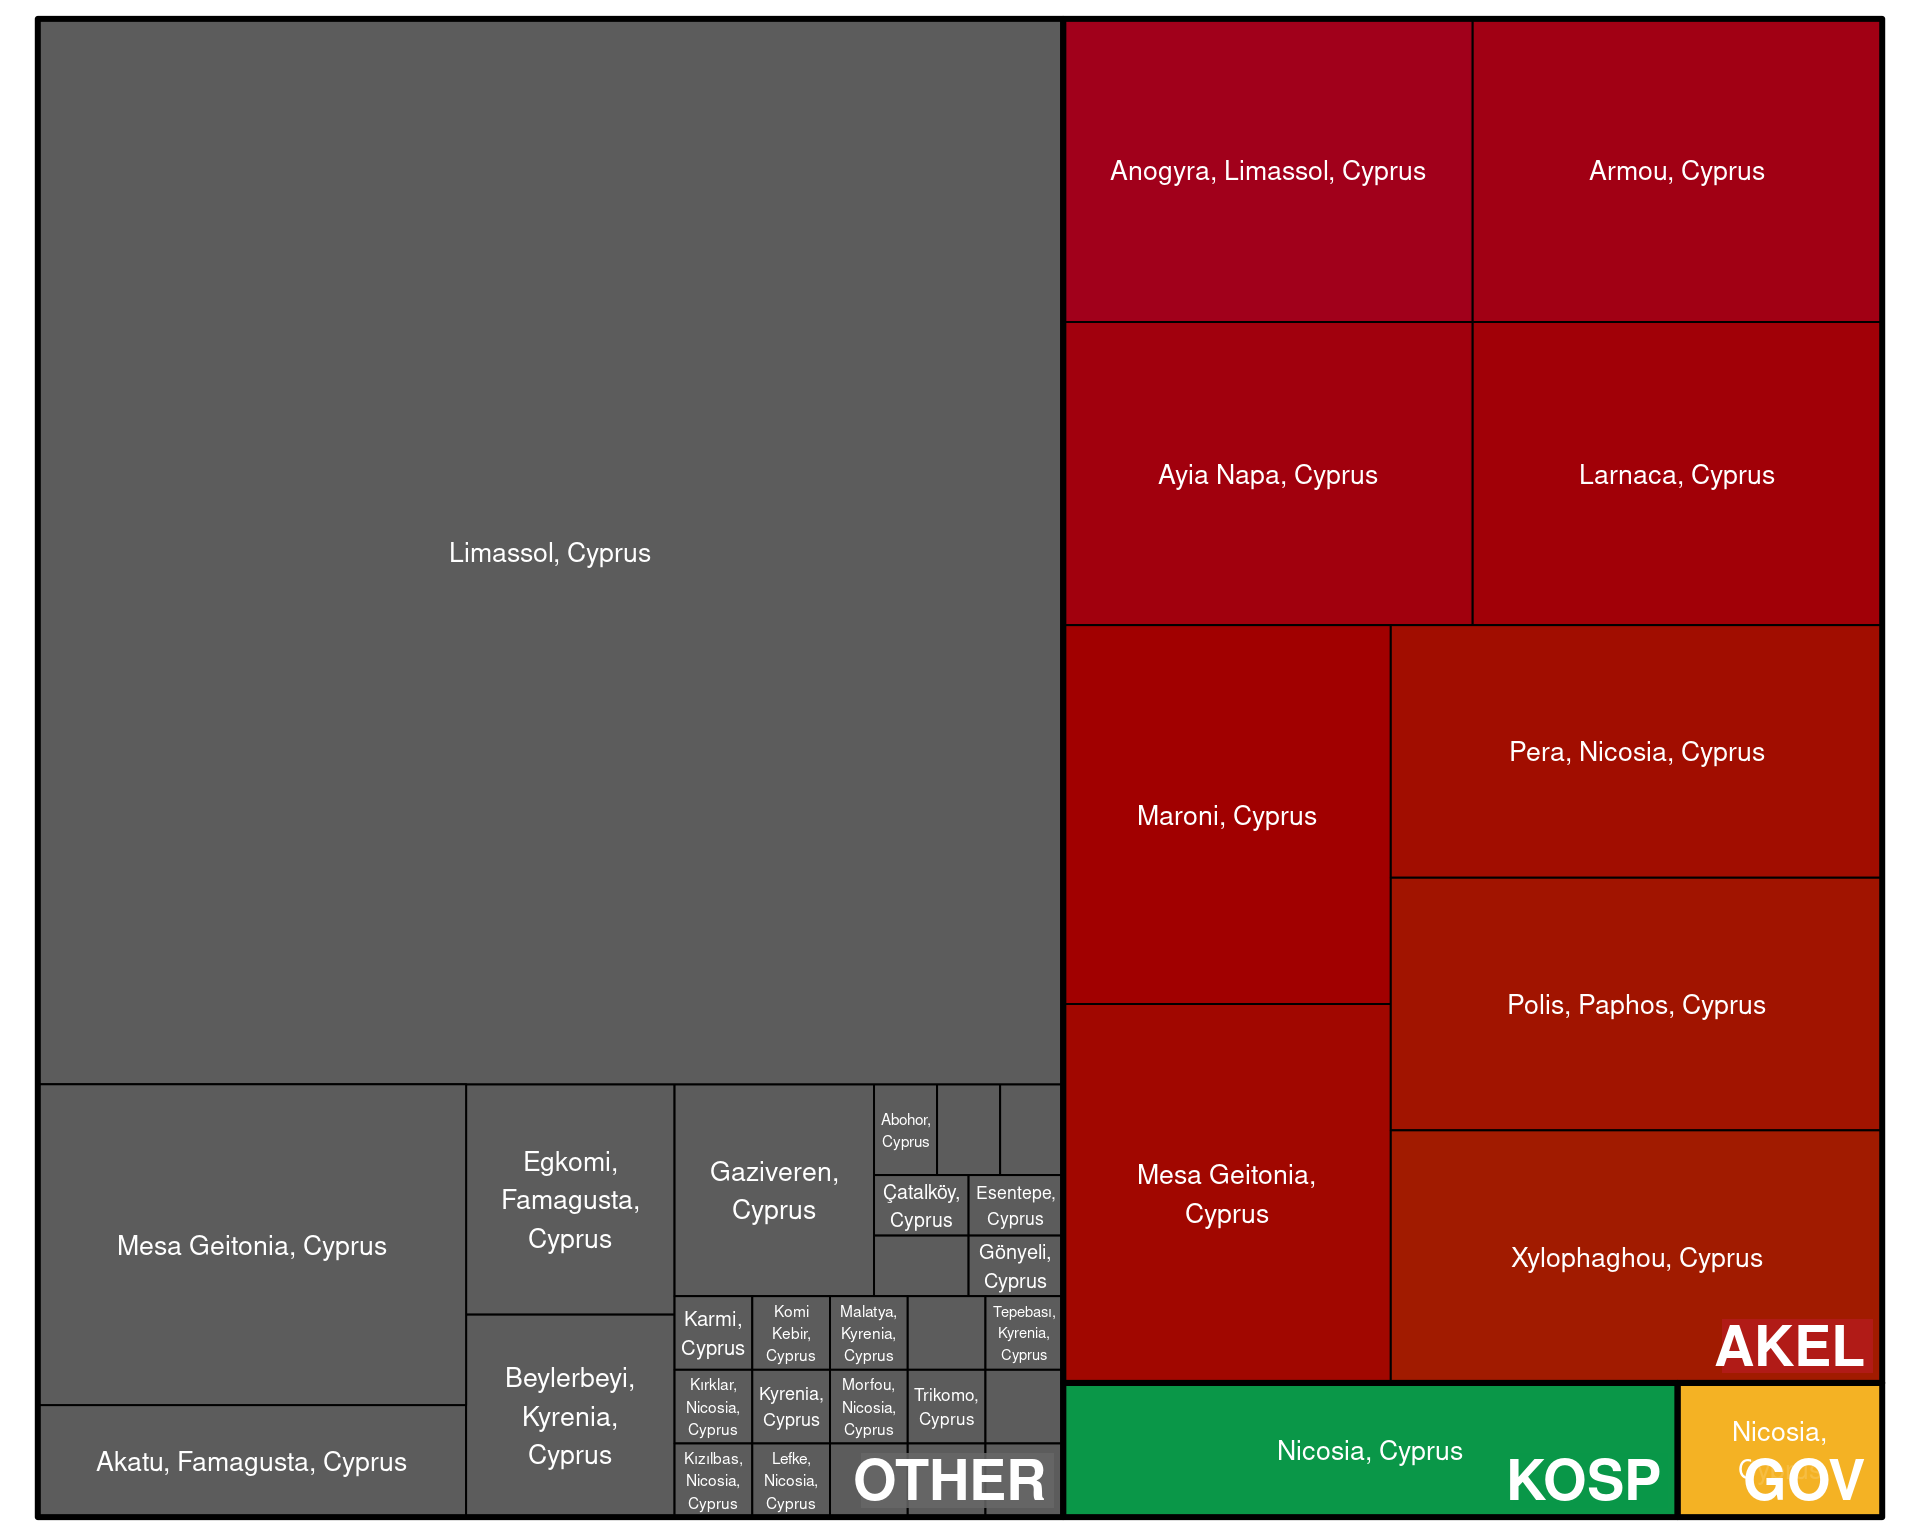 Limassol, Cyprus
Mesa Geitonia, Cyprus
Akatu, Famagusta, Cyprus
Egkomi,
Famagusta,
Cyprus
Beylerbeyi,
Kyrenia,
Cyprus
Gaziveren,
Cyprus
Abohor,
Cyprus
Çatalköy,
Cyprus
Esentepe,
Cyprus
Gönyeli,
Cyprus
Karmi,
Cyprus
Komi
Kebir,
Cyprus
Malatya,
Kyrenia,
Cyprus
Tepebası,
Kyrenia,
Cyprus
Kırklar,
Nicosia,
Cyprus
Kyrenia,
Cyprus
Morfou,
Nicosia,
Cyprus
Trikomo,
Cyprus
Kızılbas,
Nicosia,
Cyprus
Lefke,
Nicosia,
Cyprus
OTHER
Anogyra, Limassol, Cyprus
Armou, Cyprus
Ayia Napa, Cyprus
Larnaca, Cyprus
Maroni, Cyprus
Pera, Nicosia, Cyprus
Polis, Paphos, Cyprus
Mesa Geitonia,
Cyprus
Xylophaghou, Cyprus
AKEL
Nicosia, Cyprus
KOSP
Nicosia,
GOV